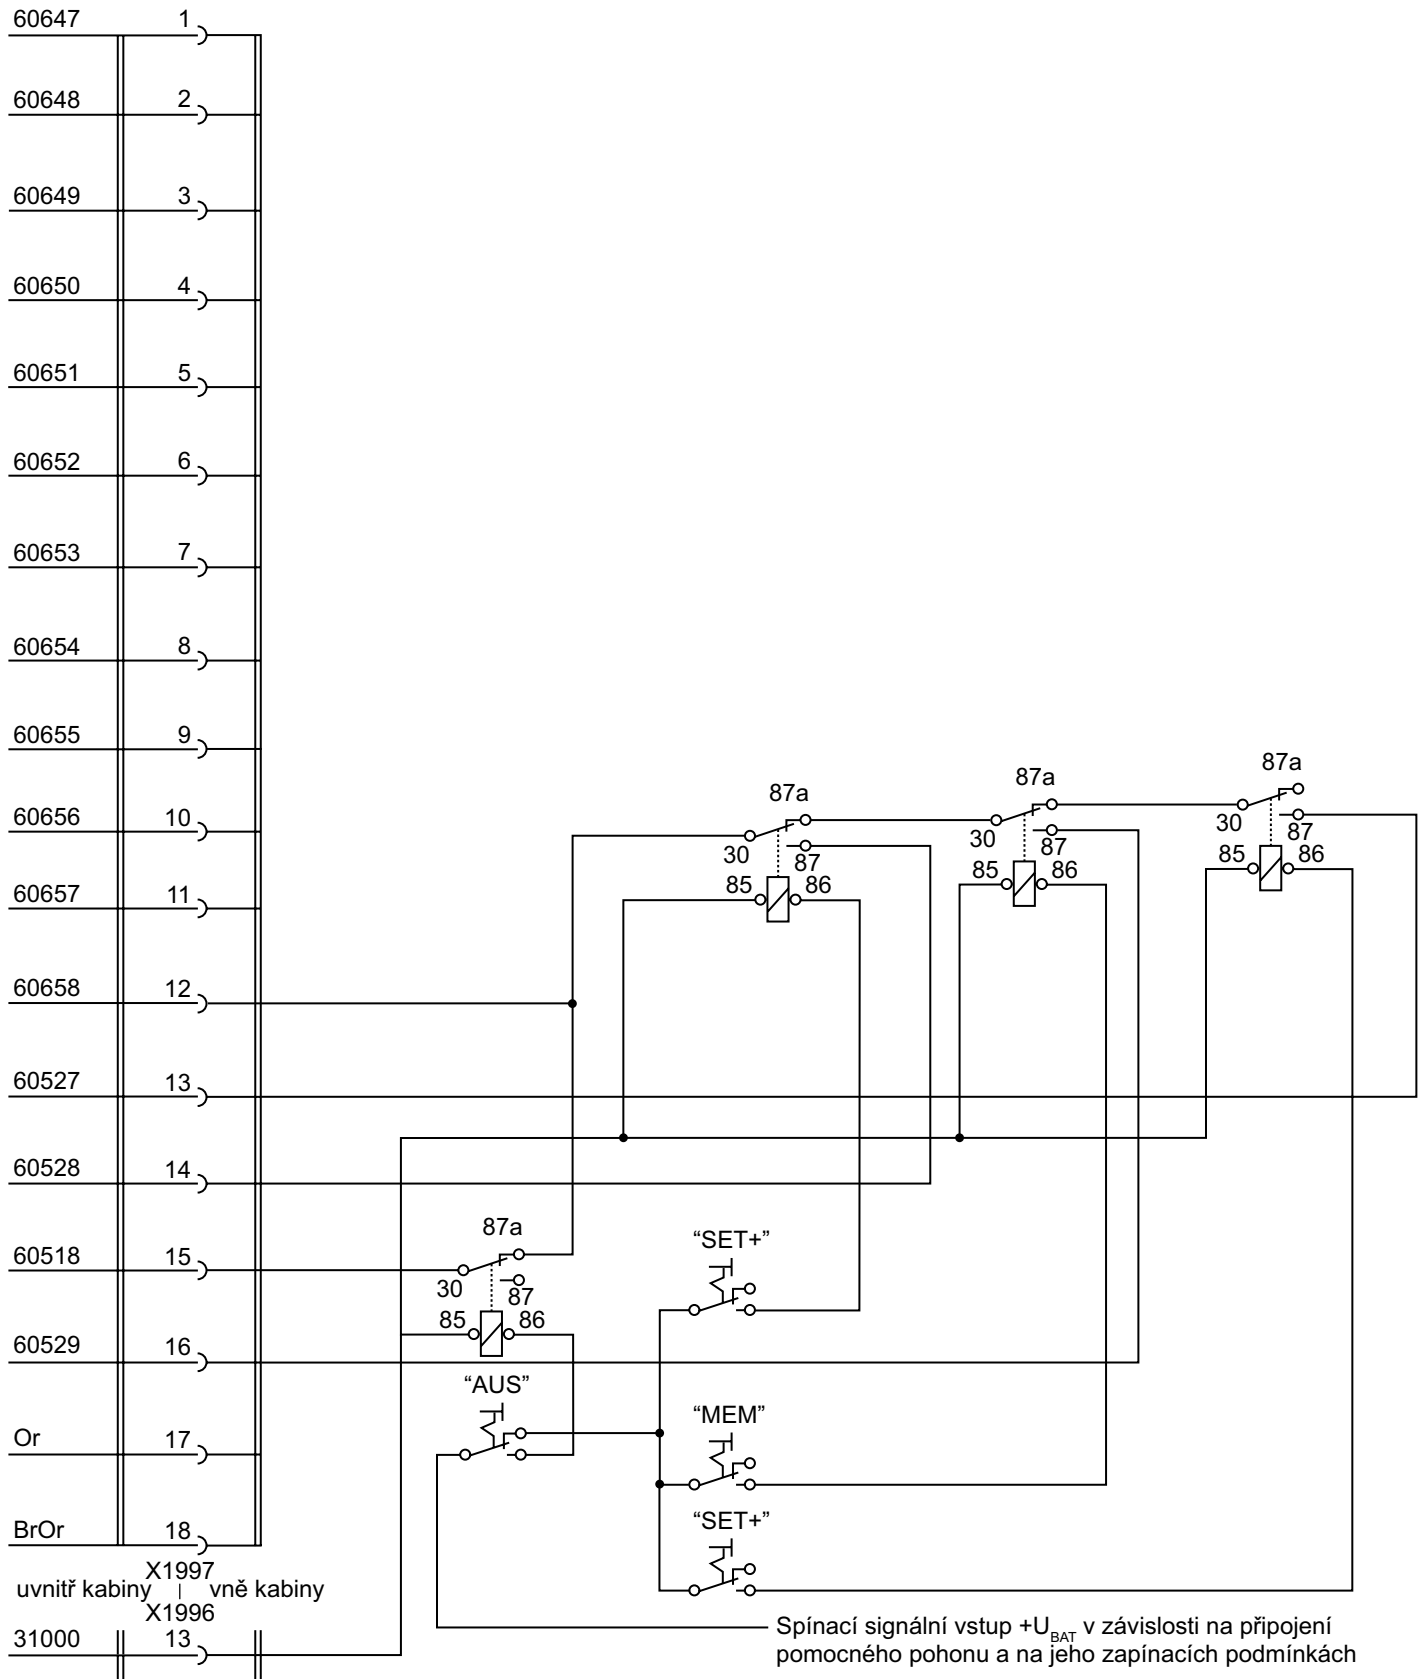 60647 1
60648 2
60649 3
60650 4
60651 5
60652 6
60653 7
60654 8
60655 9
60656 10
60657 11
60658 12
60527 13
60528 14
60518 15
60529 16
Or 17
BrOr 18
X1997
uvnitř kabiny | vně kabiny
X1996
31000 13
87a
30
87
85 86
87a
30
87
85 86
87a
30
87
85 86
87a
30
87
85 86
“AUS”
“SET+”
“MEM”
“SET+”
Spínací signální vstup +U_BAT v závislosti na připojení
pomocného pohonu a na jeho zapínacích podmínkách